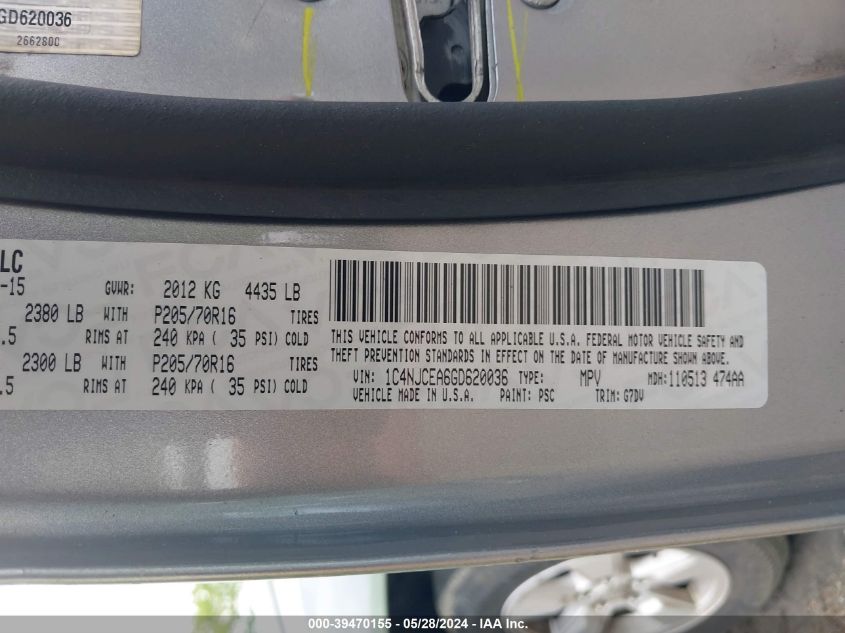 GD620036
2662800
LC
-15 GVWR: 2012 KG 4435 LB
2380 LB WITH P205/70R16 TIRES
.5 RIMS AT 240 KPA ( 35 PSI) COLD
2300 LB WITH P205/70R16 TIRES
.5 RIMS AT 240 KPA ( 35 PSI) COLD
THIS VEHICLE CONFORMS TO ALL APPLICABLE U.S.A. FEDERAL MOTOR VEHICLE SAFETY AND
THEFT PREVENTION STANDARDS IN EFFECT ON THE DATE OF MANUFACTURE SHOWN ABOVE.
VIN: 1C4NJCEA6GD620036 TYPE: MPV MDH: 110513 474AA
VEHICLE MADE IN U.S.A. PAINT: PSC TRIM: G7DV
000-39470155 - 05/28/2024 - IAA Inc.